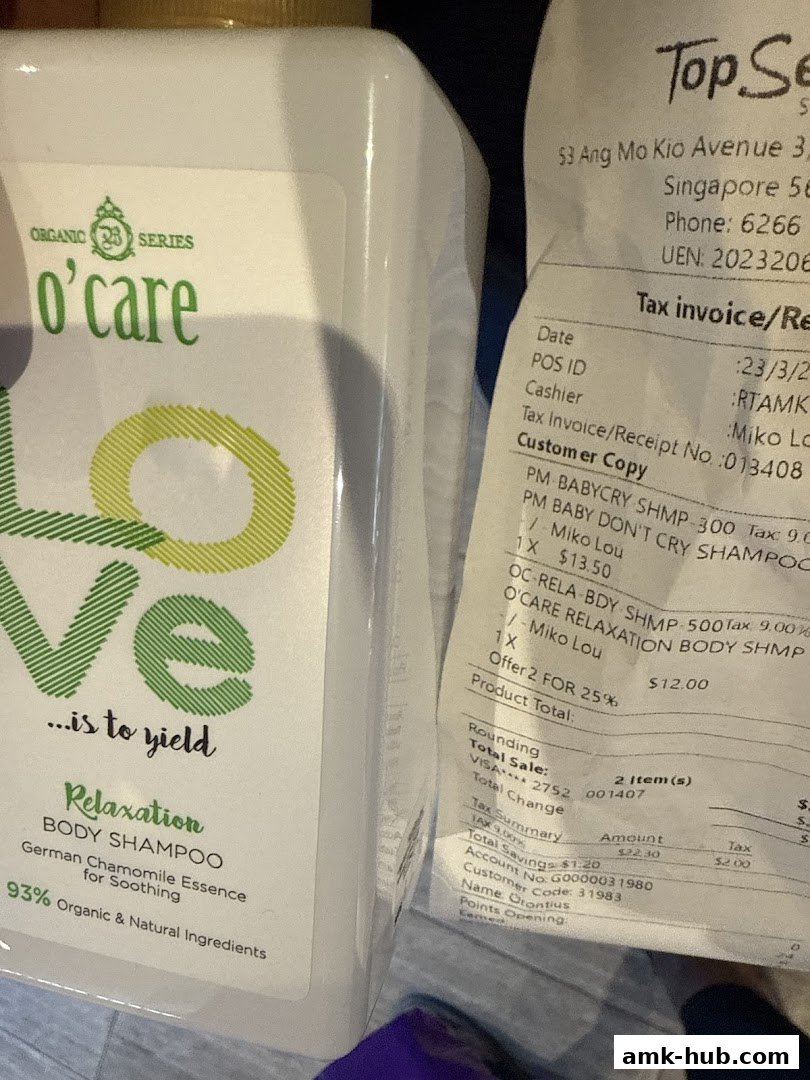 ORGANIC 23 SERIES
o'care
Love
...is to yield
Relaxation
BODY SHAMPOO
German Chamomile Essence
for Soothing
93% Organic & Natural Ingredients
TopSe
53 Ang Mo Kio Avenue 3,
Singapore 56
Phone: 6266
UEN: 2023206
Tax invoice/Re
Date :23/3/2
POS ID :RTAMK
Cashier :Miko Lo
Tax Invoice/Receipt No. :013408
Customer Copy
PM-BABYCRY-SHMP-300 Tax: 9.0
PM BABY DON'T CRY SHAMPOO
/ - Miko Lou
1 X $13.50
OC-RELA-BDY-SHMP-500 Tax: 9.00%
O'CARE RELAXATION BODY SHMP
- / - Miko Lou
1 X $12.00
Offer2 FOR 25%
Product Total:
Rounding
Total Sale: 2 Item(s)
VISA**** 2752 001407
Total Change
Tax Summary Amount Tax
TAX 9.00% $22.30 $2.00
Total Savings: $1.20
Account No: G0000031980
Customer Code: 31983
Name: Orontius
Points Opening:
amk-hub.com